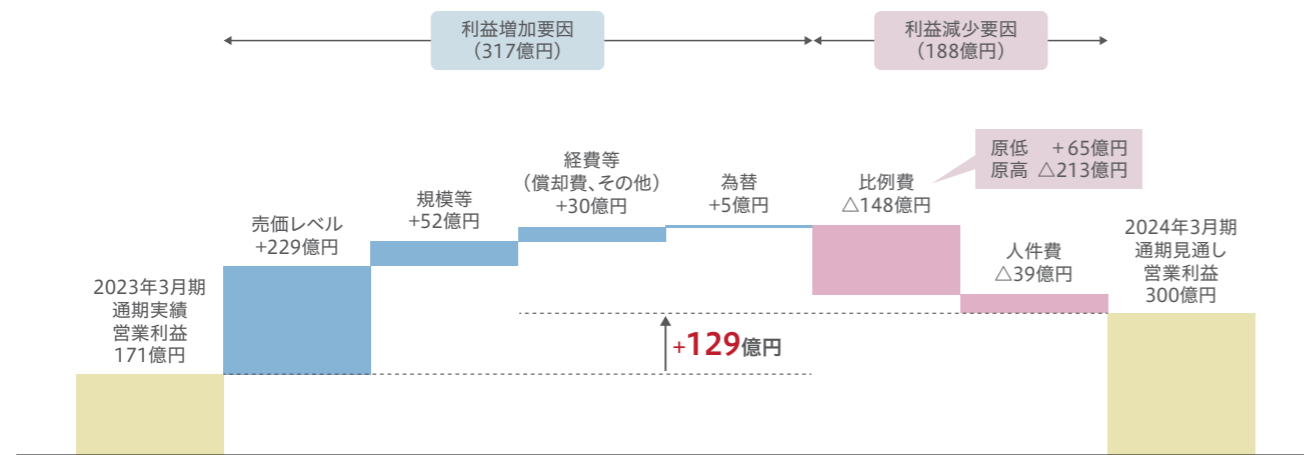 利益増加要因
（317億円）
利益減少要因
（188億円）
2023年3月期
通期実績
営業利益
171億円
売価レベル
+229億円
規模等
+52億円
経費等
（償却費、その他）
+30億円
為替
+5億円
比例費
△148億円
原低　+65億円
原高 △213億円
人件費
△39億円
2024年3月期
通期見通し
営業利益
300億円
+129億円